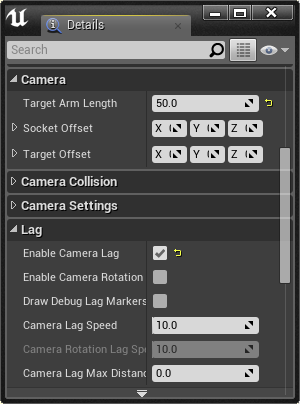 Details
Search
Camera
Target Arm Length 50.0
Socket Offset X Y Z
Target Offset X Y Z
Camera Collision
Camera Settings
Lag
Enable Camera Lag
Enable Camera Rotation
Draw Debug Lag Markers
Camera Lag Speed 10.0
Camera Rotation Lag Spe 10.0
Camera Lag Max Distanc 0.0